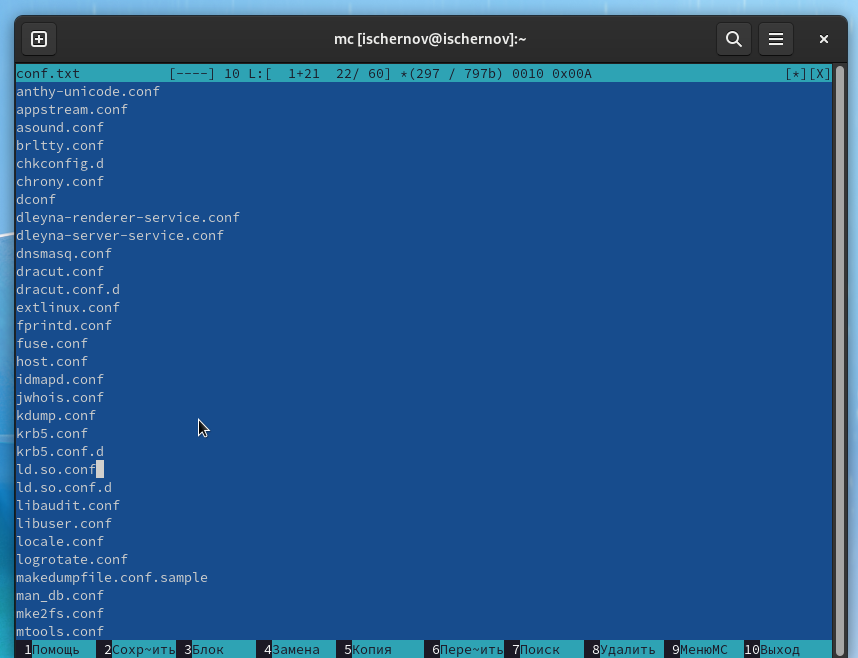 mc [ischernov@ischernov]:~
conf.txt [----] 10 L:[ 1+21 22/ 60] *(297 / 797b) 0010 0x00A [*][X]
anthy-unicode.conf
appstream.conf
asound.conf
brltty.conf
chkconfig.d
chrony.conf
dconf
dleyna-renderer-service.conf
dleyna-server-service.conf
dnsmasq.conf
dracut.conf
dracut.conf.d
extlinux.conf
fprintd.conf
fuse.conf
host.conf
idmapd.conf
jwhois.conf
kdump.conf
krb5.conf
krb5.conf.d
ld.so.conf
ld.so.conf.d
libaudit.conf
libuser.conf
locale.conf
logrotate.conf
makedumpfile.conf.sample
man_db.conf
mke2fs.conf
mtools.conf
1Помощь 2Сохр~ить 3Блок 4Замена 5Копия 6Пере~ить 7Поиск 8Удалить 9МенюMC 10Выход